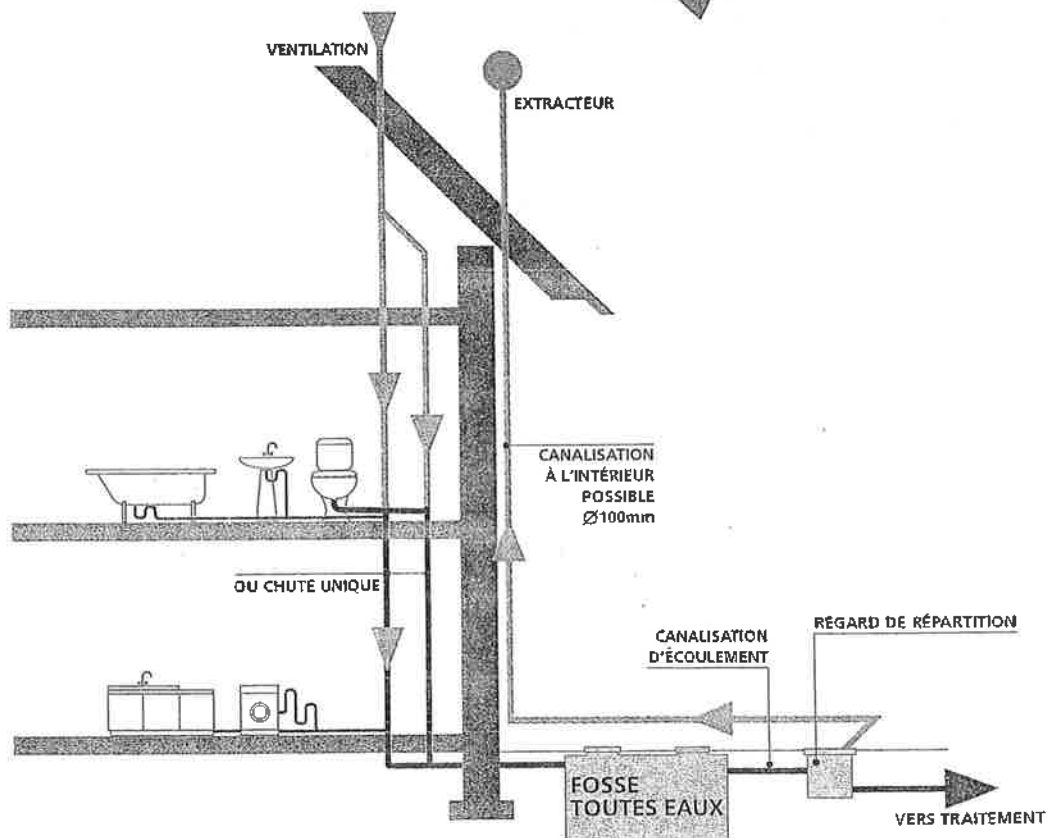 VENTILATION
EXTRACTEUR
CANALISATION
À L'INTÉRIEUR
POSSIBLE
Ø100mm
OU CHUTE UNIQUE
REGARD DE RÉPARTITION
CANALISATION
D'ÉCOULEMENT
FOSSE
TOUTES EAUX
VERS TRAITEMENT